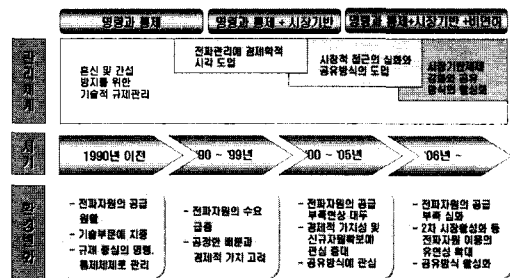 명령과 통제
명령과 통제 + 시장기반
명령과 통제+시장기반 +비면허
관리체계
혼신 및 간섭
방지를 위한
기술적 규제관리
전파관리에 경제학적
시각 도입
시장적 접근의 심화와
공유방식의 도입
시장기반체제
공유
방식의 활성화
시기
1990년 이전
'90 ~ '99년
'00 ~ '05년
'06년 ~
환경변화
- 전파자원의 공급
원활
- 기술부문에 치중
- 규제 중심의 명령,
통제체제로 관리
- 전파자원의 수요
급증
- 공정한 배분과
경제적 가치 고려
- 전파자원의 공급
부족현상 대두
- 경제적 가치성 및
신규자원확보에
관심 증대
- 공유방식에 관심
- 전파자원의 공급
부족 심화
- 2차 시장활성화 등
전파자원 이용의
유연성 확대
- 공유방식 활성화